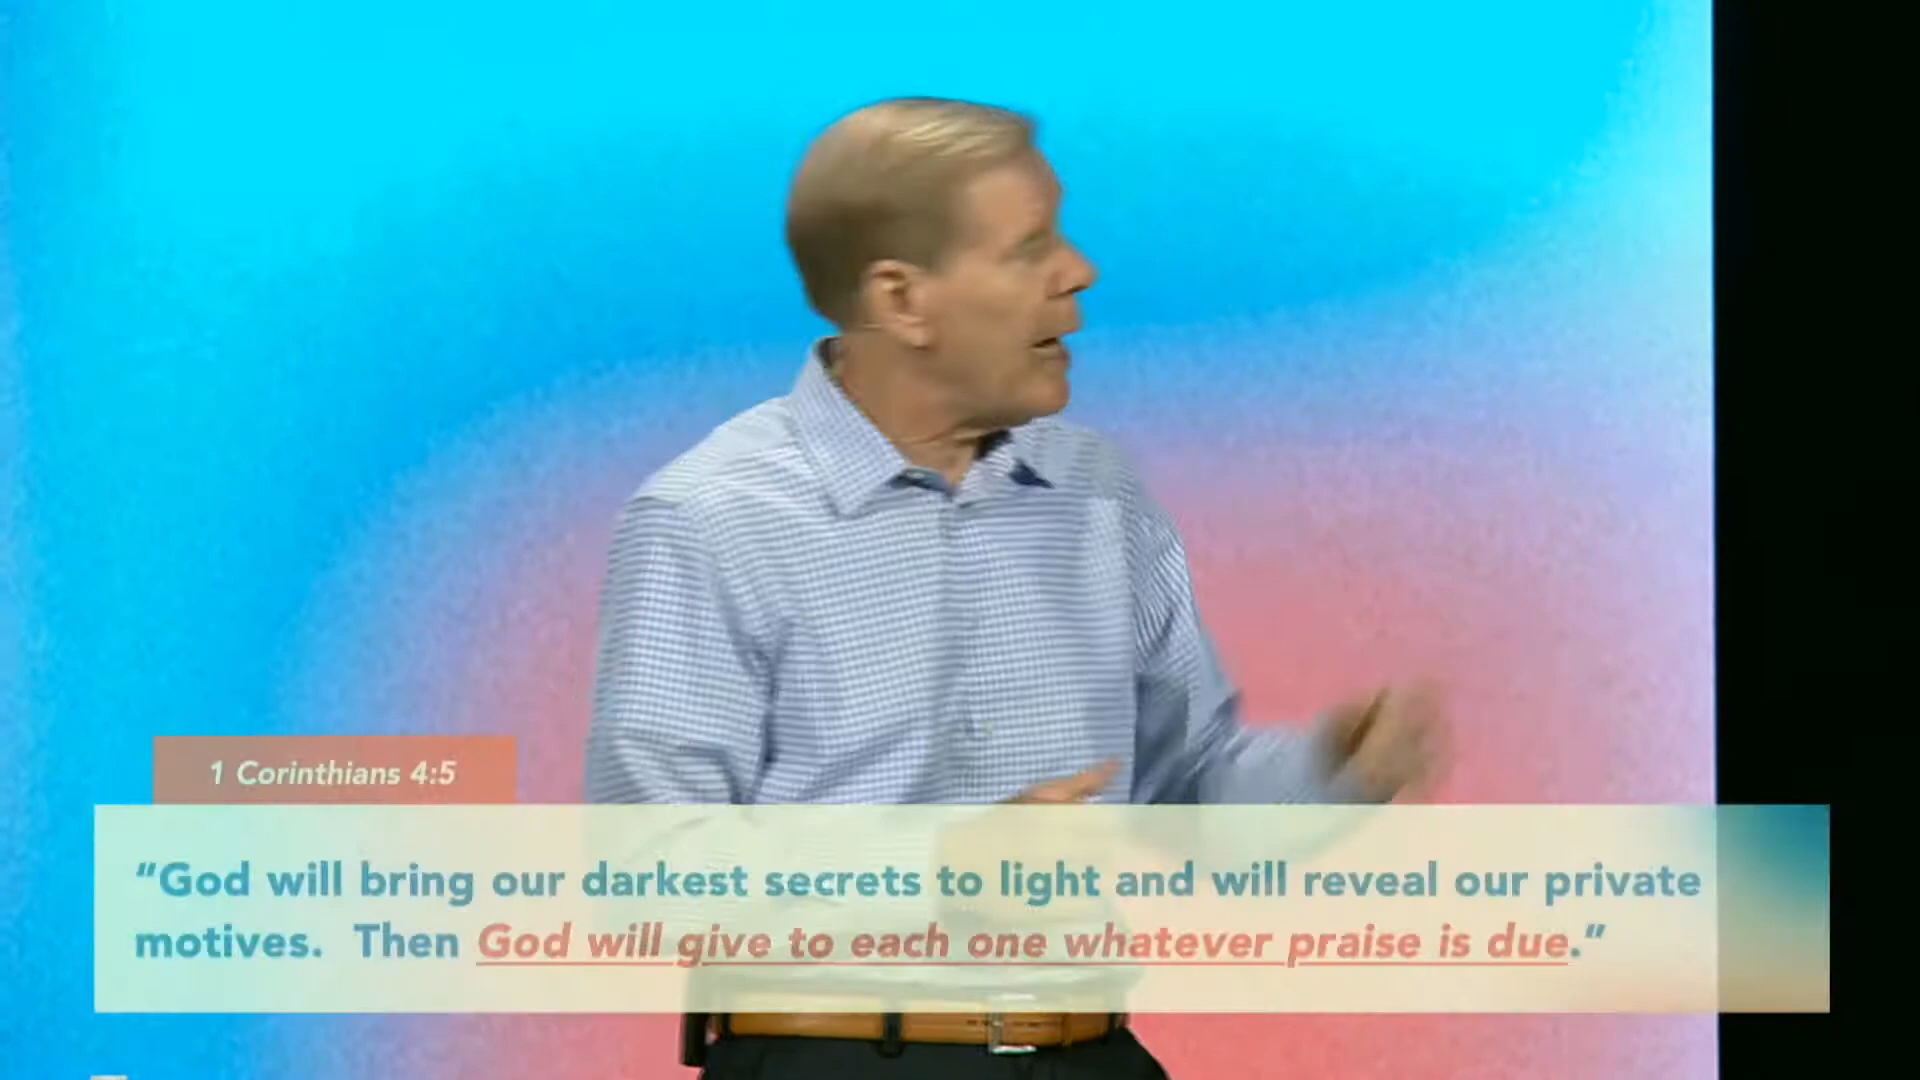 1 Corinthians 4:5
“God will bring our darkest secrets to light and will reveal our private
motives.  Then God will give to each one whatever praise is due.”